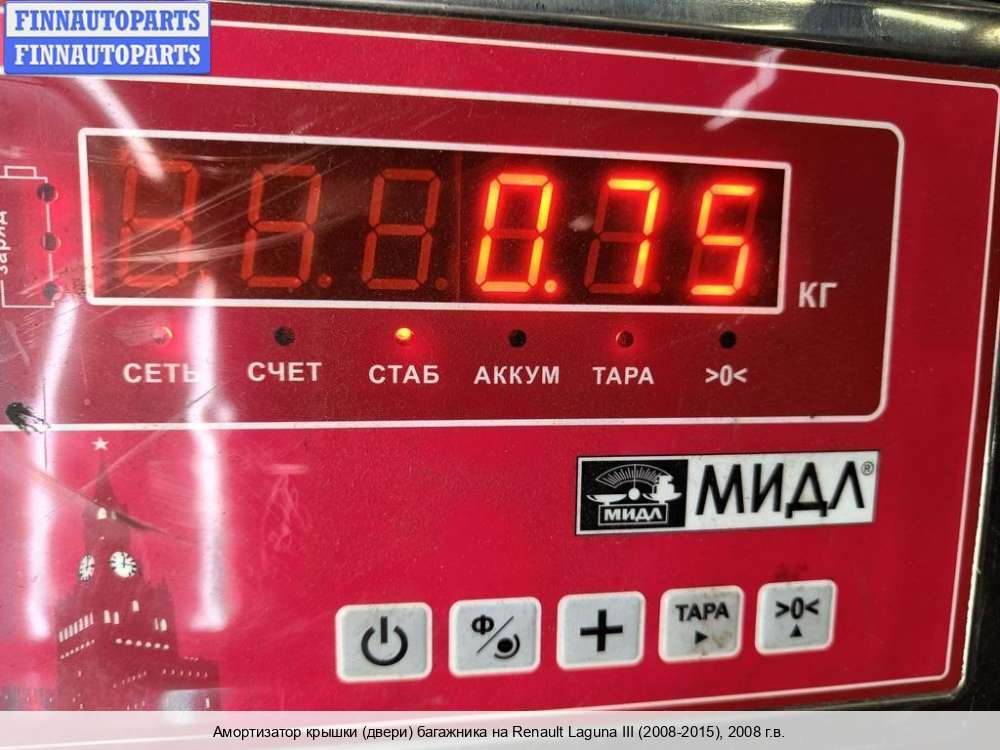 FINNAUTOPARTS
FINNAUTOPARTS
заряд
0.75
КГ
СЕТЬ СЧЕТ СТАБ АККУМ ТАРА >0<
МИДЛ МИДЛ®
Ф ТАРА >0<
Амортизатор крышки (двери) багажника на Renault Laguna III (2008-2015), 2008 г.в.